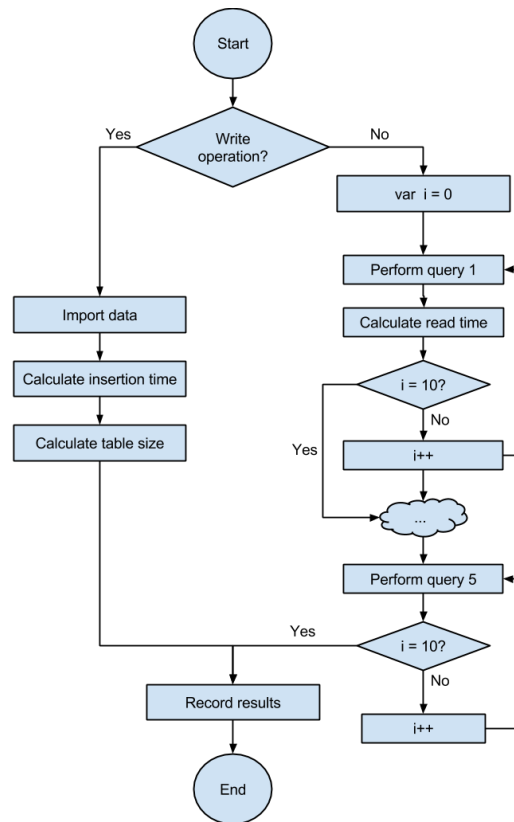 Start
Yes
Write
operation?
No
var i = 0
Perform query 1
Import data
Calculate read time
Calculate insertion time
i = 10?
No
Calculate table size
Yes
i++
...
Perform query 5
Yes
i = 10?
No
Record results
i++
End